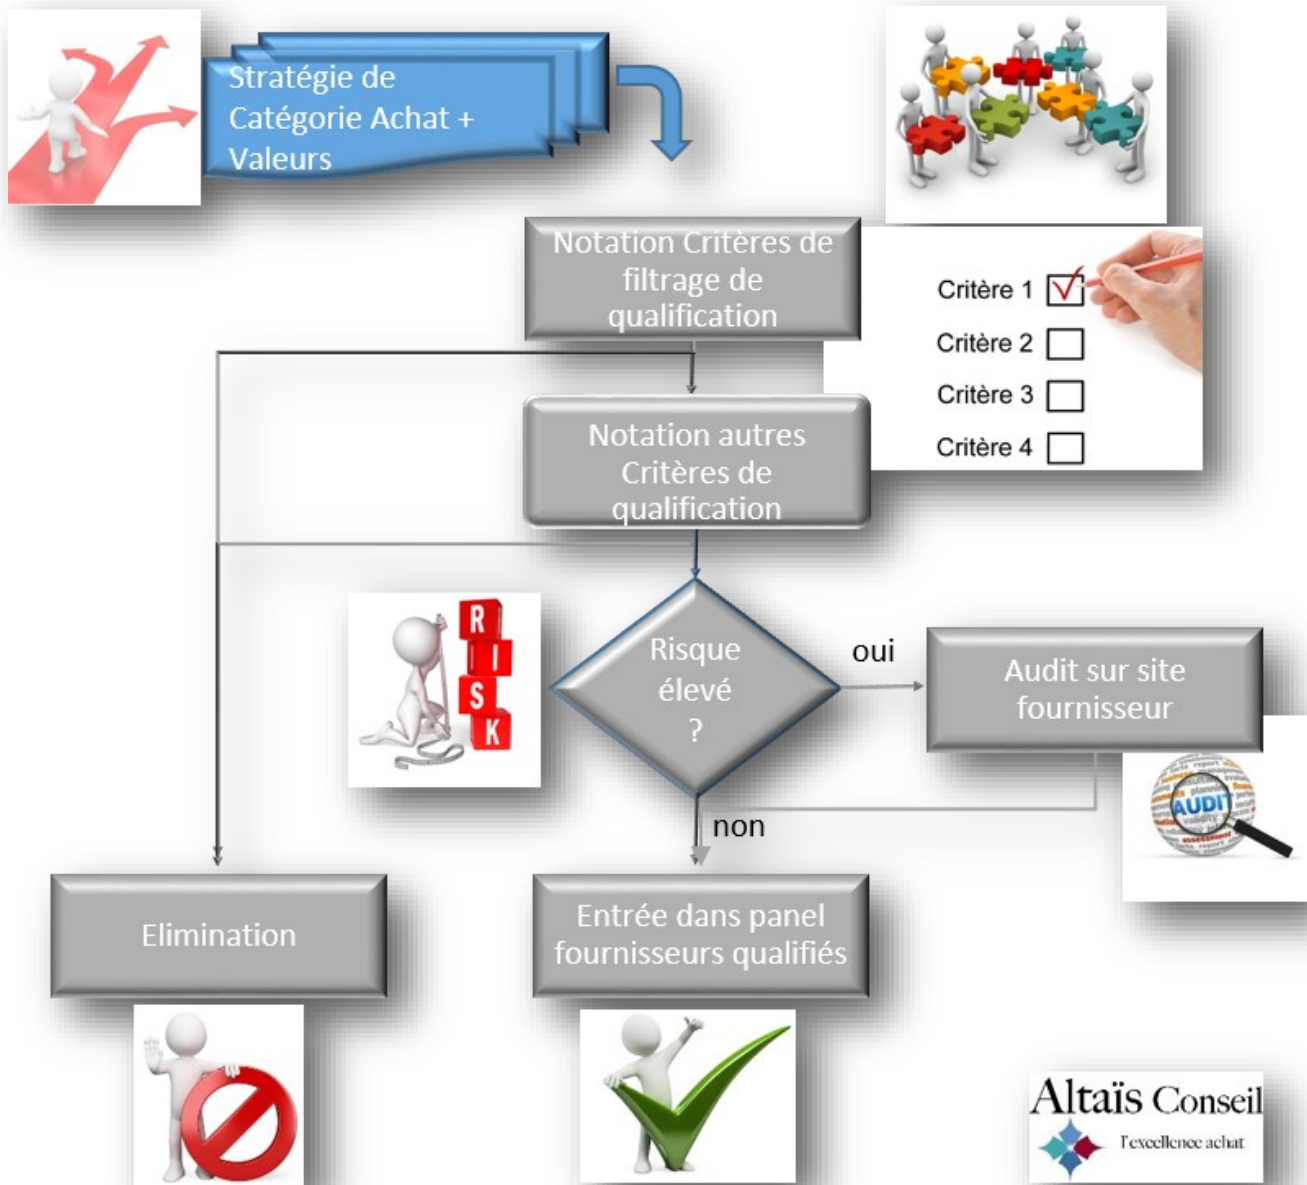 Stratégie de
Catégorie Achat +
Valeurs
Notation Critères de
filtrage de
qualification
Critère 1
Critère 2
Critère 3
Critère 4
Notation autres
Critères de
qualification
R
I
S
K
Risque
élevé
?
oui
Audit sur site
fournisseur
AUDIT
non
Elimination
Entrée dans panel
fournisseurs qualifiés
Altaïs Conseil
l'excellence achat